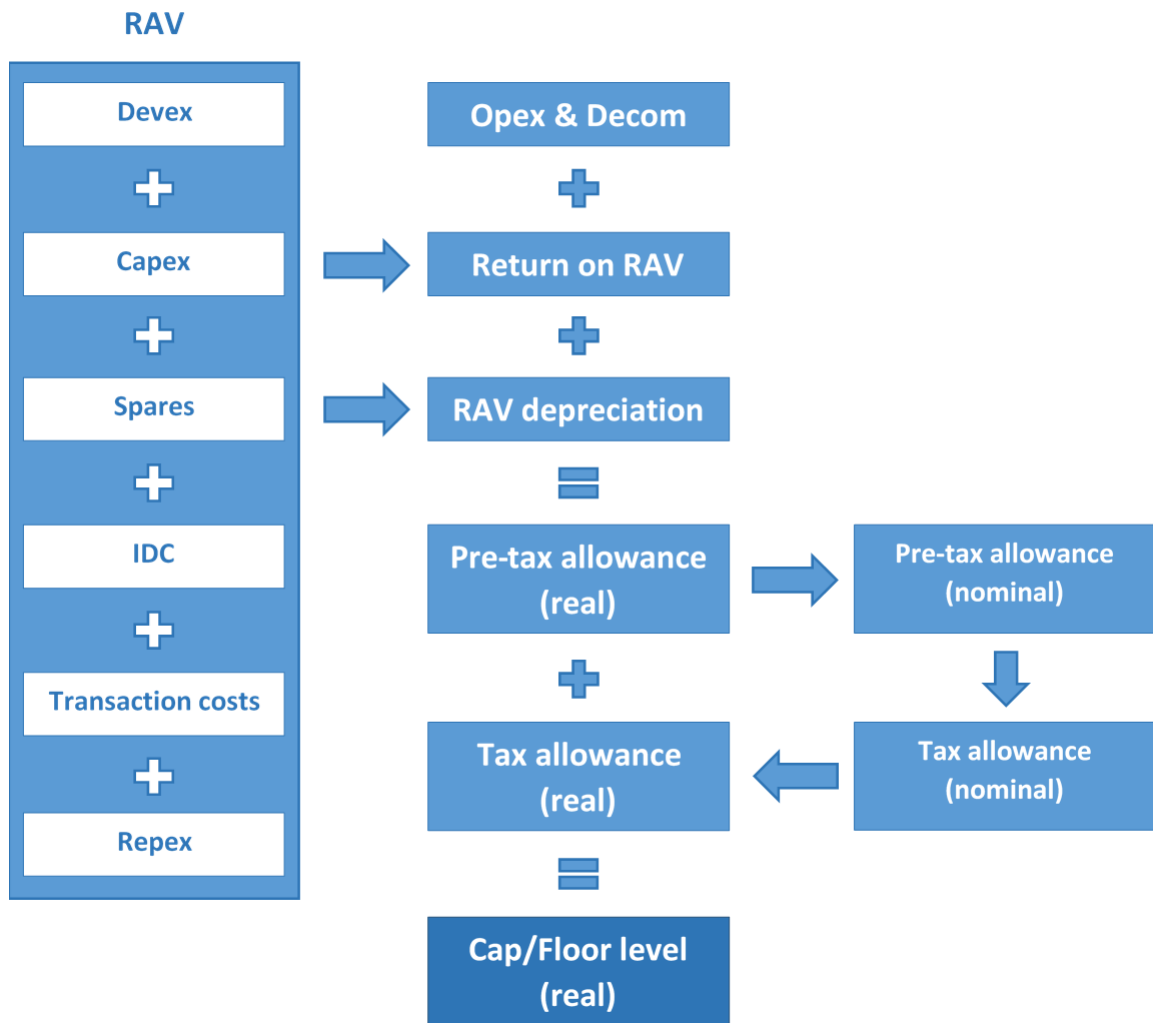 RAV
Devex
Capex
Spares
IDC
Transaction costs
Repex
Opex & Decom
Return on RAV
RAV depreciation
Pre-tax allowance
(real)
Tax allowance
(real)
Cap/Floor level
(real)
Pre-tax allowance
(nominal)
Tax allowance
(nominal)